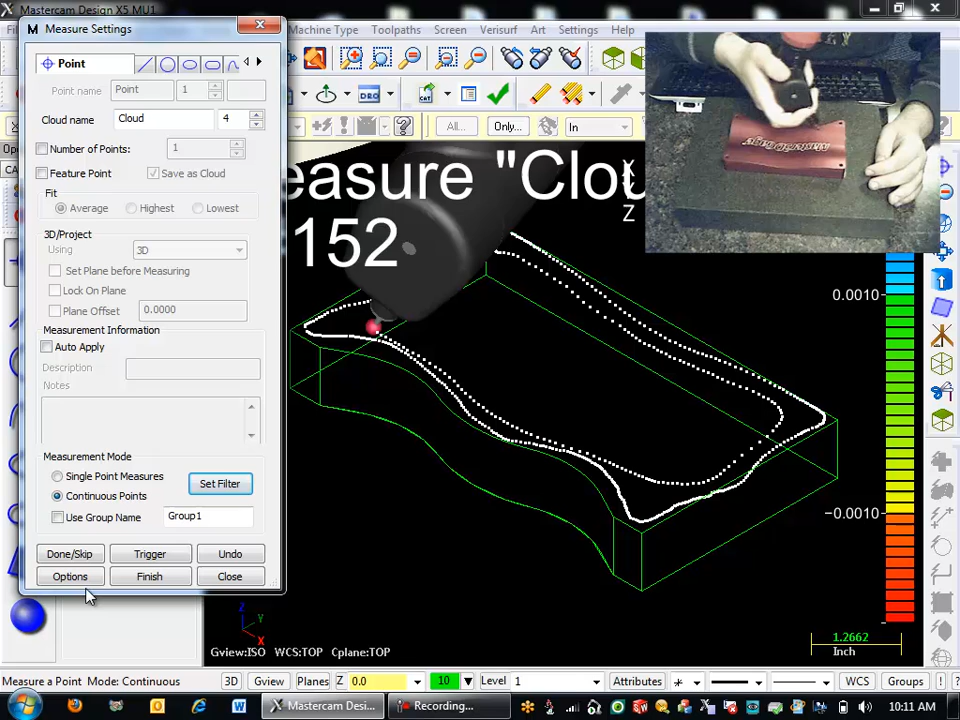 Mastercam Design X5 MU1
Measure Settings
Machine Type Toolpaths Screen Verisurf Art Settings Help
Point
Point name Point 1
Cloud name Cloud 4
Number of Points: 1
Feature Point Save as Cloud
Fit
Average Highest Lowest
3D/Project
Using 3D
Set Plane before Measuring
Lock On Plane
Plane Offset 0.0000
Measurement Information
Auto Apply
Description
Notes
Measurement Mode
Single Point Measures
Continuous Points
Set Filter
Use Group Name Group1
Done/Skip Trigger Undo
Options Finish Close
CAT DRO
All... Only... In
easure "Clou
152
X
Y
Z
0.0010
−0.0010
Z Y X
Gview:ISO WCS:TOP Cplane:TOP
1.2662
Inch
Measure a Point Mode: Continuous
3D Gview Planes Z 0.0 10 Level 1 Attributes WCS Groups
Mastercam Desi... Recording... 10:11 AM